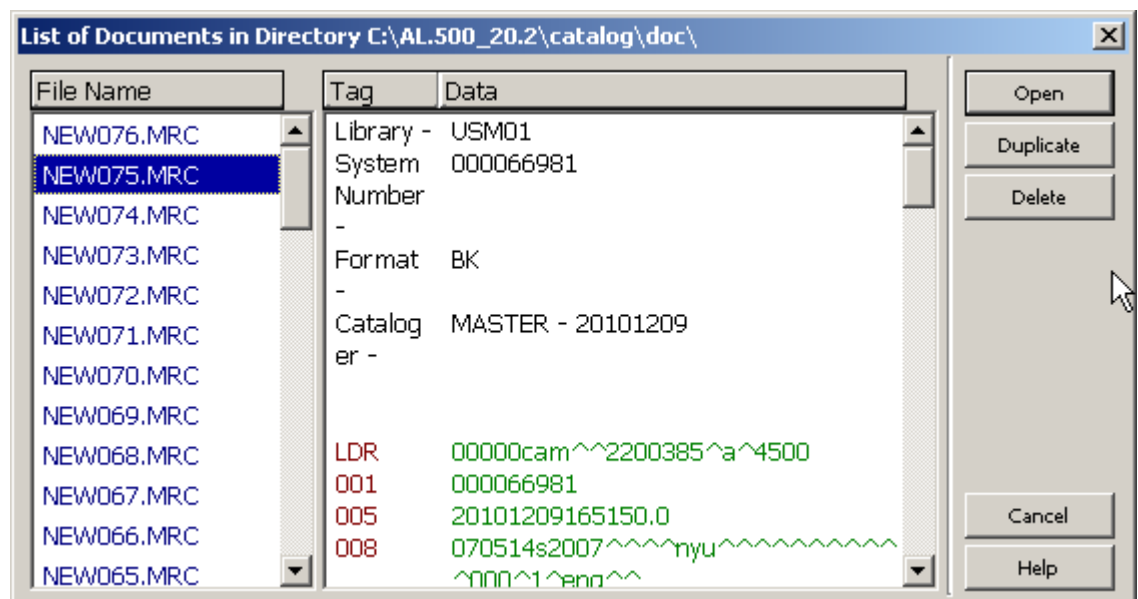 List of Documents in Directory C:\AL.500_20.2\catalog\doc\
File Name
NEW076.MRC
NEW075.MRC
NEW074.MRC
NEW073.MRC
NEW072.MRC
NEW071.MRC
NEW070.MRC
NEW069.MRC
NEW068.MRC
NEW067.MRC
NEW066.MRC
NEW065.MRC
Tag Data
Library - USM01
System 000066981
Number
-
Format BK
-
Catalog MASTER - 20101209
er -
LDR 00000cam^^2200385^a^4500
001 000066981
005 20101209165150.0
008 070514s2007^^^^nyu^^^^^^^^^^
^000^1^eng^^
Open
Duplicate
Delete
Cancel
Help